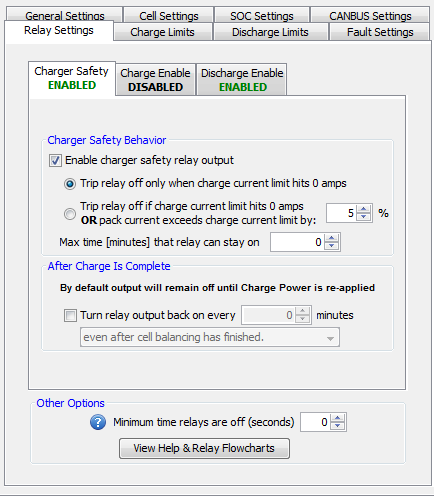 General Settings
Cell Settings
SOC Settings
CANBUS Settings
Relay Settings
Charge Limits
Discharge Limits
Fault Settings
Charger Safety
ENABLED
Charge Enable
DISABLED
Discharge Enable
ENABLED
Charger Safety Behavior
Enable charger safety relay output
Trip relay off only when charge current limit hits 0 amps
Trip relay off if charge current limit hits 0 amps
OR pack current exceeds charge current limit by:
5
%
Max time [minutes] that relay can stay on
0
After Charge Is Complete
By default output will remain off until Charge Power is re-applied
Turn relay output back on every
0
minutes
even after cell balancing has finished.
Other Options
?
Minimum time relays are off (seconds)
0
View Help & Relay Flowcharts